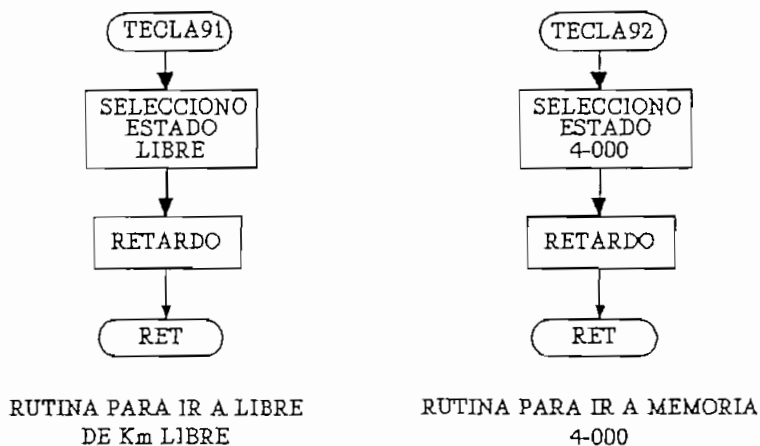 TECLA91
SELECCIONO
ESTADO
LIBRE
RETARDO
RET
RUTINA PARA IR A LIBRE
DE Km LIBRE
TECLA92
SELECCIONO
ESTADO
4-000
RETARDO
RET
RUTINA PARA IR A MEMORIA
4-000